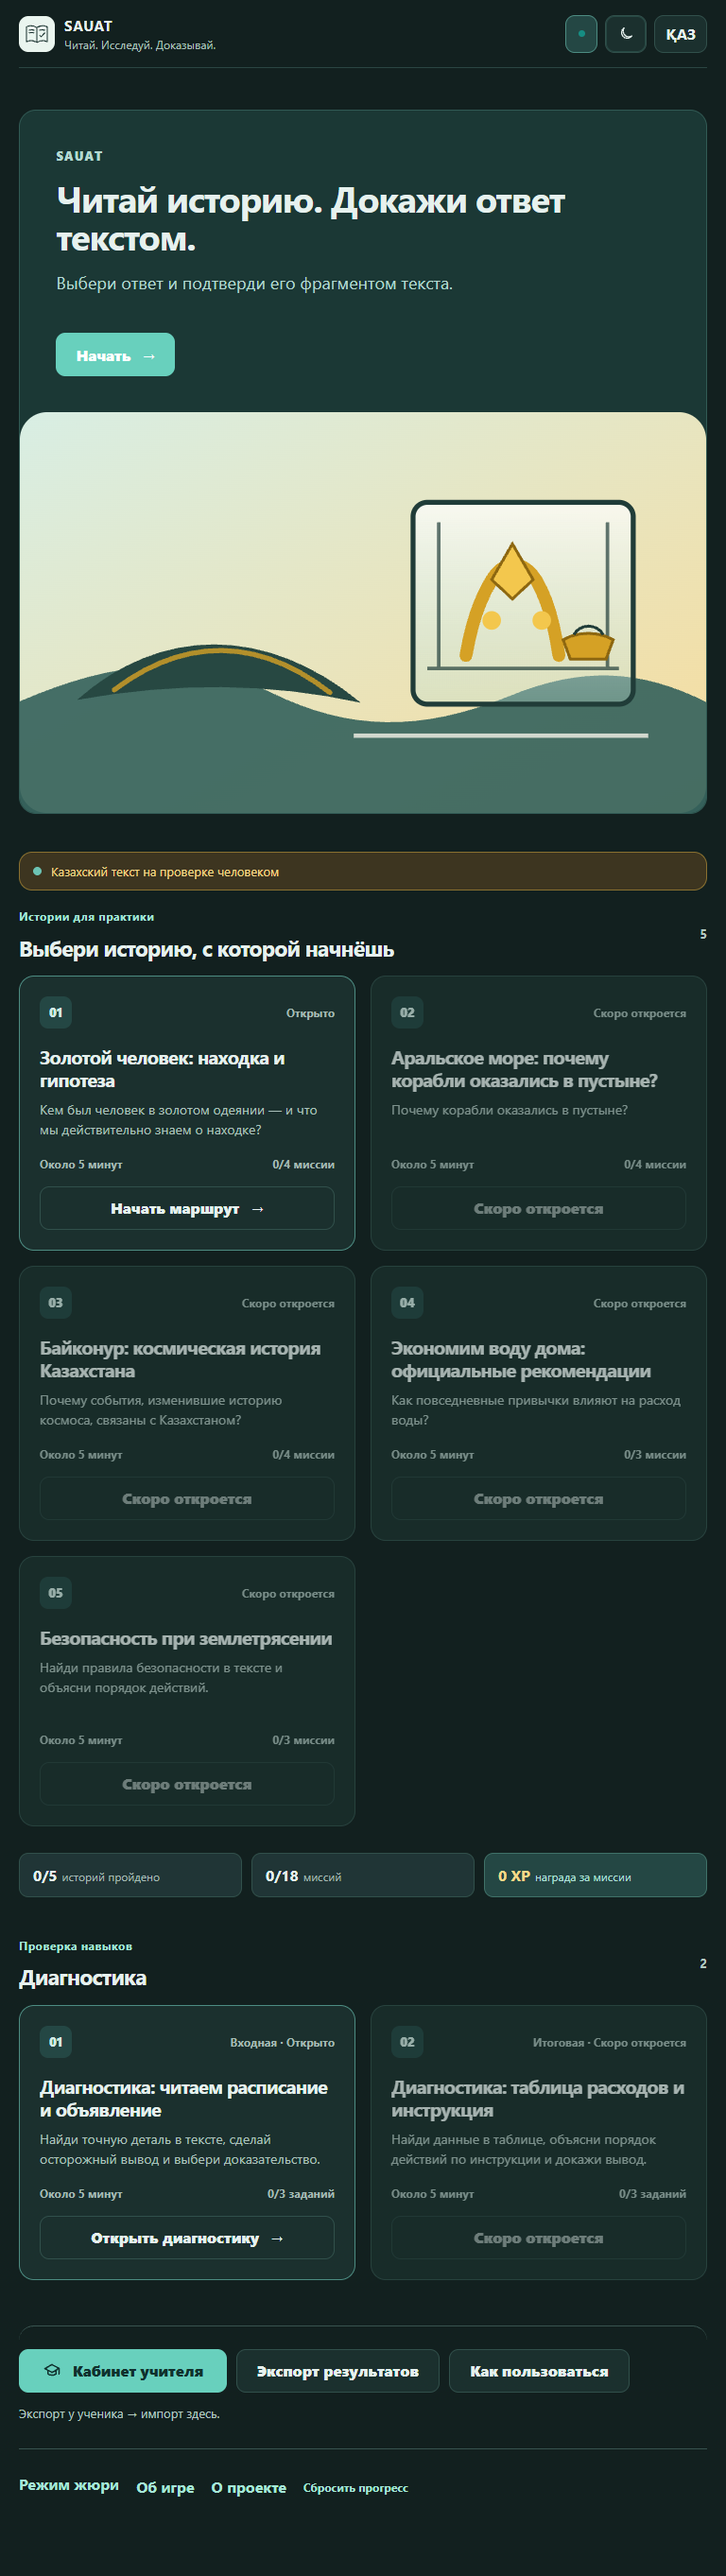 SAUAT
Читай. Исследуй. Доказывай.
ҚАЗ
SAUAT
Читай историю. Докажи ответ
текстом.
Выбери ответ и подтверди его фрагментом текста.
Начать →
Казахский текст на проверке человеком
Истории для практики
Выбери историю, с которой начнёшь
5
01
Открыто
Золотой человек: находка и
гипотеза
Кем был человек в золотом одеянии — и что
мы действительно знаем о находке?
Около 5 минут
0/4 миссии
Начать маршрут →
02
Скоро откроется
Аральское море: почему
корабли оказались в пустыне?
Почему корабли оказались в пустыне?
Около 5 минут
0/4 миссии
Скоро откроется
03
Скоро откроется
Байконур: космическая история
Казахстана
Почему события, изменившие историю
космоса, связаны с Казахстаном?
Около 5 минут
0/4 миссии
Скоро откроется
04
Скоро откроется
Экономим воду дома:
официальные рекомендации
Как повседневные привычки влияют на расход
воды?
Около 5 минут
0/3 миссии
Скоро откроется
05
Скоро откроется
Безопасность при землетрясении
Найди правила безопасности в тексте и
объясни порядок действий.
Около 5 минут
0/3 миссии
Скоро откроется
0/5 историй пройдено
0/18 миссий
0 XP награда за миссии
Проверка навыков
Диагностика
2
01
Входная · Открыто
Диагностика: читаем расписание
и объявление
Найди точную деталь в тексте, сделай
осторожный вывод и выбери доказательство.
Около 5 минут
0/3 заданий
Открыть диагностику →
02
Итоговая · Скоро откроется
Диагностика: таблица расходов и
инструкция
Найди данные в таблице, объясни порядок
действий по инструкции и докажи вывод.
Около 5 минут
0/3 заданий
Скоро откроется
Кабинет учителя
Экспорт результатов
Как пользоваться
Экспорт у ученика → импорт здесь.
Режим жюри
Об игре
О проекте
Сбросить прогресс